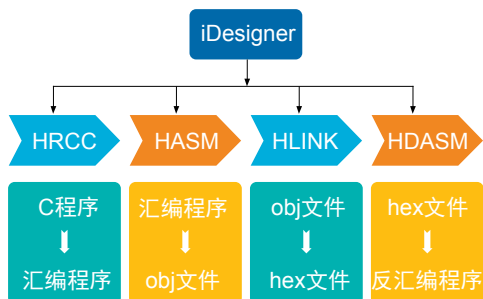 iDesigner
HRCC
HASM
HLINK
HDASM
C程序
汇编程序
汇编程序
obj文件
obj文件
hex文件
hex文件
反汇编程序